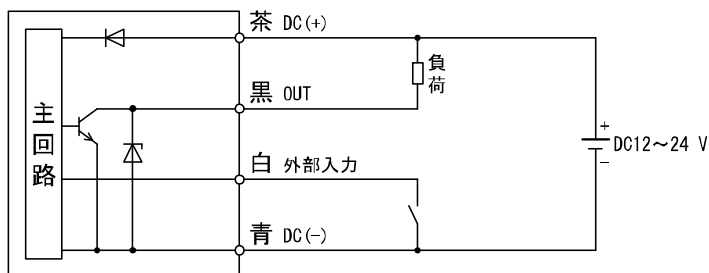 茶 DC(+)
負荷
黒 OUT
主回路
+
DC12～24 V
−
白 外部入力
青 DC(−)